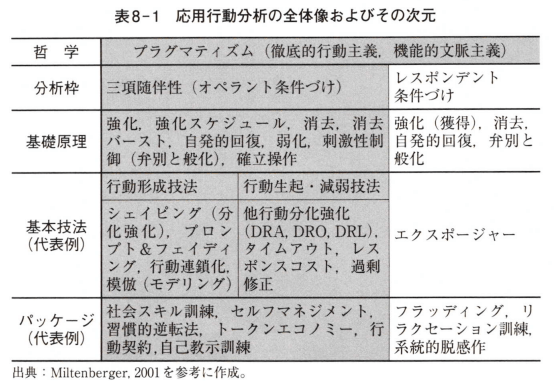 表8-1 応用行動分析の全体像およびその次元
哲学
プラグマティズム（徹底的行動主義，機能的文脈主義）
分析枠
三項随伴性（オペラント条件づけ）
レスポンデント
条件づけ
基礎原理
強化，強化スケジュール，消去，消去
バースト，自発的回復，弱化，刺激性制
御（弁別と般化），確立操作
強化（獲得），消去，
自発的回復，弁別と
般化
基本技法
（代表例）
行動形成技法
シェイピング（分
化強化），プロン
プト＆フェイディ
ング，行動連鎖化，
模倣（モデリング）
行動生起・減弱技法
他行動分化強化
（DRA, DRO, DRL），
タイムアウト，レス
ポンスコスト，過剰
修正
エクスポージャー
パッケージ
（代表例）
社会スキル訓練，セルフマネジメント，
習慣的逆転法，トークンエコノミー，行
動契約，自己教示訓練
フラッディング，リ
ラクセーション訓練，
系統的脱感作
出典：Miltenberger, 2001を参考に作成。